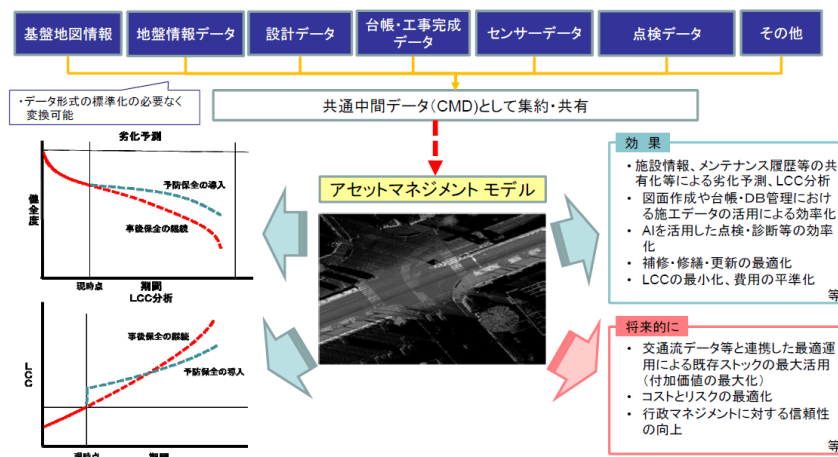 基盤地図情報
地盤情報データ
設計データ
台帳・工事完成
データ
センサーデータ
点検データ
その他
・データ形式の標準化の必要なく
変換可能
共通中間データ(CMD)として集約・共有
劣化予測
予防保全の導入
健全度
事後保全の継続
現時点
期間
LCC分析
事後保全の継続
予防保全の導入
LCC
現時点
期間
アセットマネジメント モデル
効 果
・施設情報、メンテナンス履歴等の共
有化等による劣化予測、LCC分析
・図面作成や台帳・DB管理におけ
る施工データの活用による効率化
・AIを活用した点検・診断等の効率
化
・補修・修繕・更新の最適化
・LCCの最小化、費用の平準化
等
将来的に
・交通流データ等と連携した最適運
用による既存ストックの最大活用
(付加価値の最大化)
・コストとリスクの最適化
・行政マネジメントに対する信頼性
の向上
等